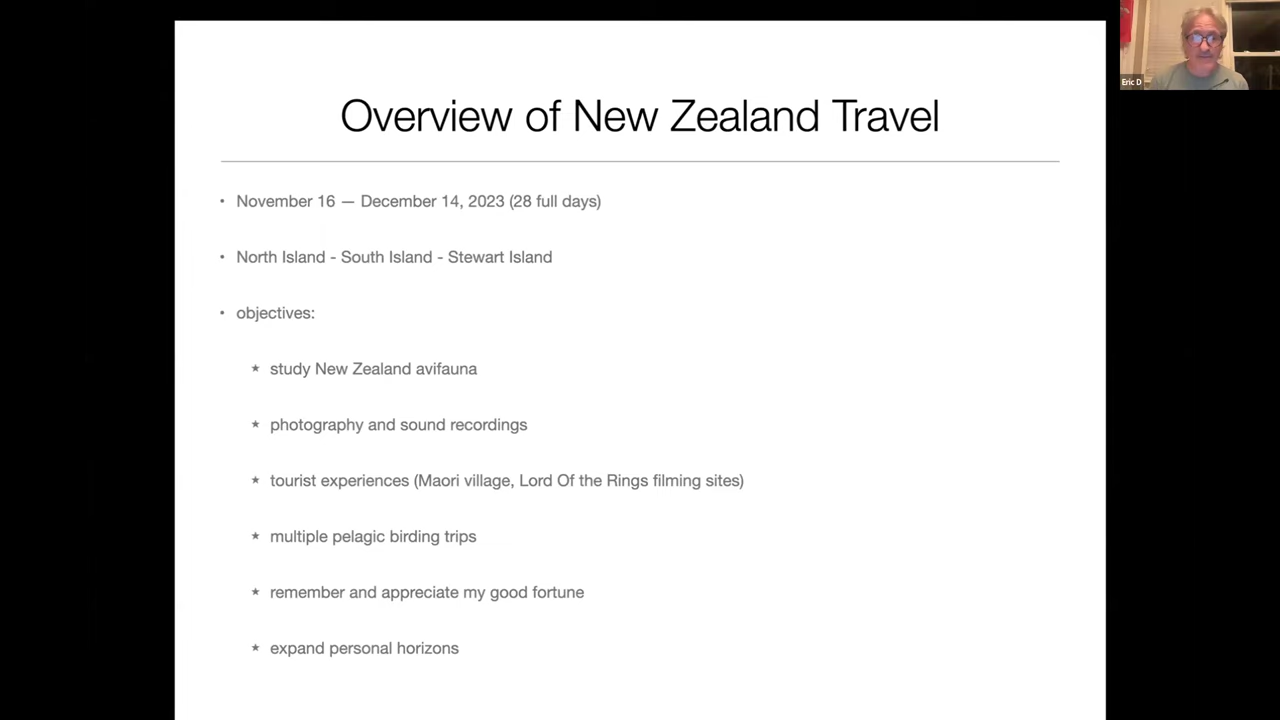 Overview of New Zealand Travel
• November 16 — December 14, 2023 (28 full days)
• North Island - South Island - Stewart Island
• objectives:
★ study New Zealand avifauna
★ photography and sound recordings
★ tourist experiences (Maori village, Lord Of the Rings filming sites)
★ multiple pelagic birding trips
★ remember and appreciate my good fortune
★ expand personal horizons
Eric D